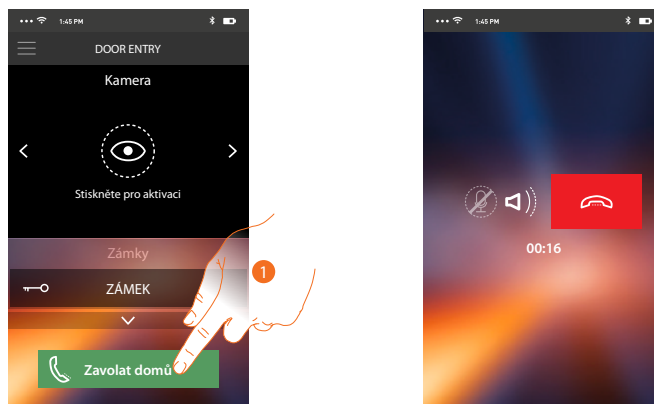 1:45 PM
DOOR ENTRY
Kamera
Stiskněte pro aktivaci
Zámky
ZÁMEK
Zavolat domů
1
1:45 PM
00:16